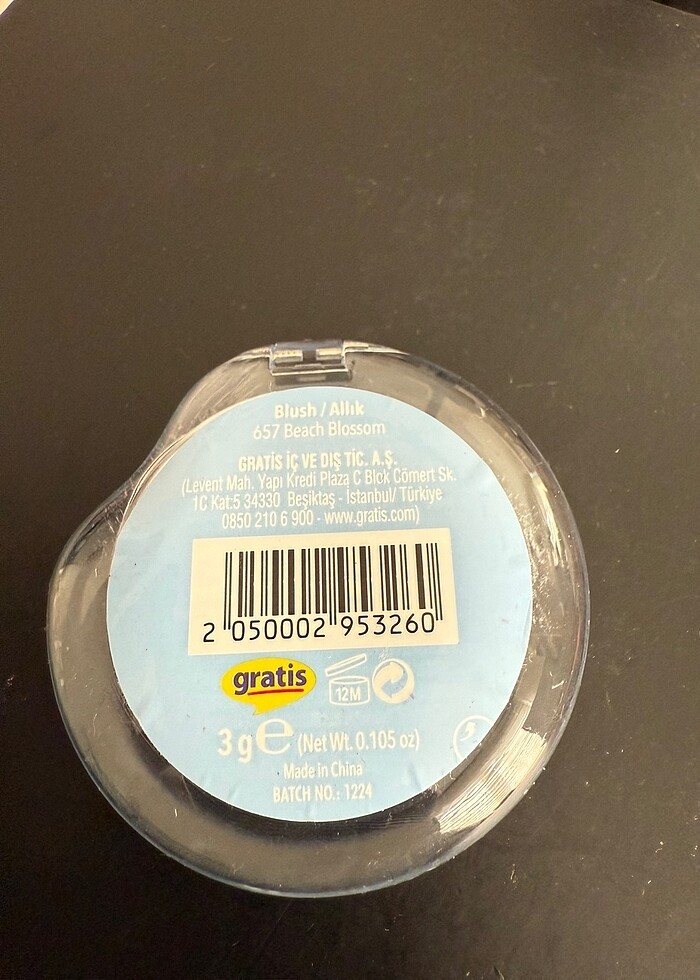 Blush / Allık
657 Beach Blossom
GRATİS İÇ VE DIŞ TİC. A.Ş.
(Levent Mah. Yapı Kredi Plaza C Blok Cömert Sk.
1C Kat:5 34330 Beşiktaş - İstanbul/ Türkiye
0850 210 6 900 - www.gratis.com)
2 050002 953260
gratis
12M
3 g e (Net Wt. 0.105 oz)
Made in China
BATCH NO.: 1224